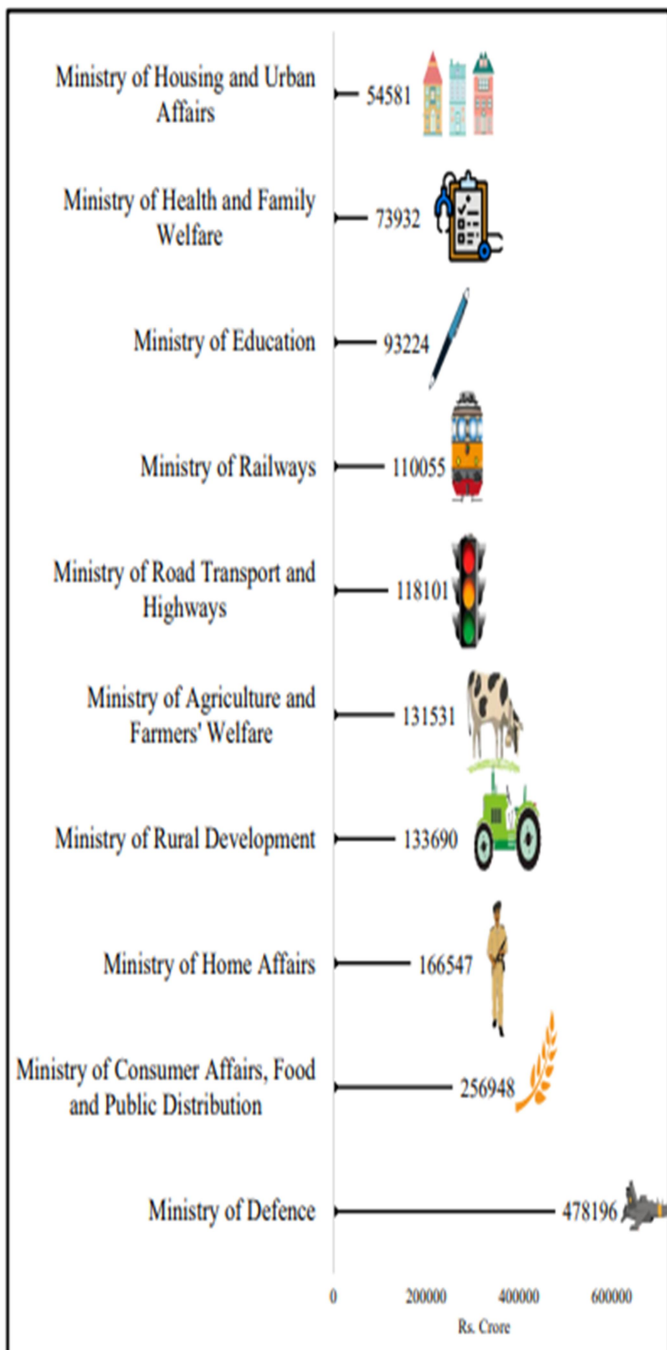 Ministry of Housing and Urban
Affairs
54581
Ministry of Health and Family
Welfare
73932
Ministry of Education
93224
Ministry of Railways
110055
Ministry of Road Transport and
Highways
118101
Ministry of Agriculture and
Farmers' Welfare
131531
Ministry of Rural Development
133690
Ministry of Home Affairs
166547
Ministry of Consumer Affairs, Food
and Public Distribution
256948
Ministry of Defence
478196
0 200000 400000 600000
Rs. Crore